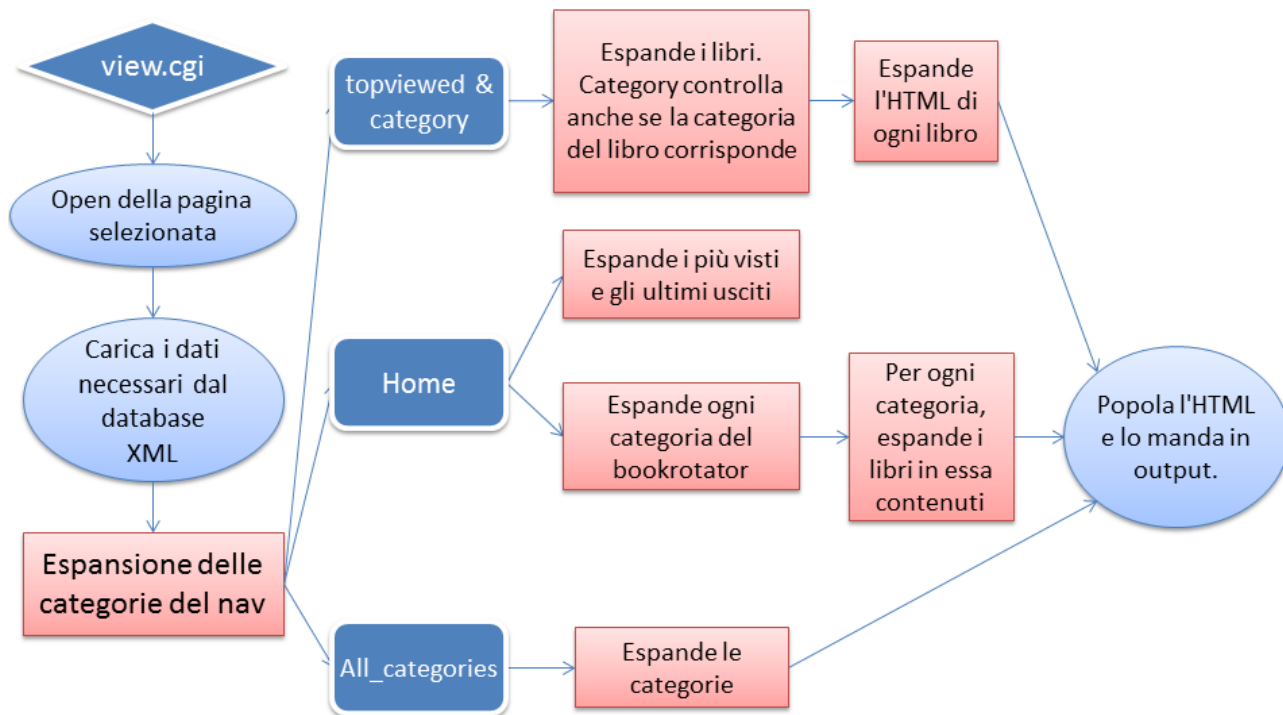 view.cgi
Open della pagina
selezionata
Carica i dati
necessari dal
database
XML
Espansione delle
categorie del nav
topviewed &
category
Espande i libri.
Category controlla
anche se la categoria
del libro corrisponde
Espande
l'HTML di
ogni libro
Home
Espande i più visti
e gli ultimi usciti
Espande ogni
categoria del
bookrotator
Per ogni
categoria,
espande i
libri in essa
contenuti
All_categories
Espande le
categorie
Popola l'HTML
e lo manda in
output.